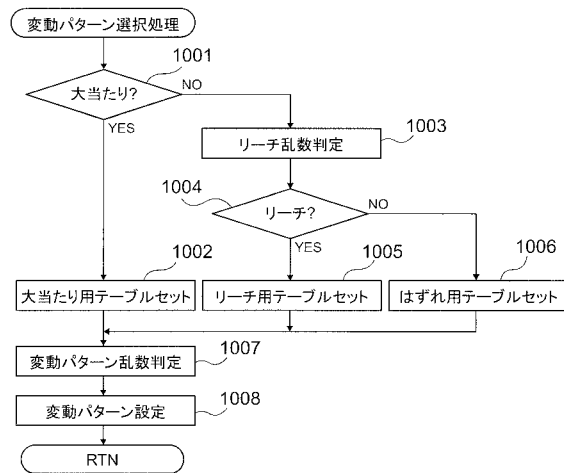 変動パターン選択処理
1001
大当たり?
NO
YES
1003
リーチ乱数判定
1004
リーチ?
NO
YES
1002
大当たり用テーブルセット
1005
リーチ用テーブルセット
1006
はずれ用テーブルセット
1007
変動パターン乱数判定
1008
変動パターン設定
RTN